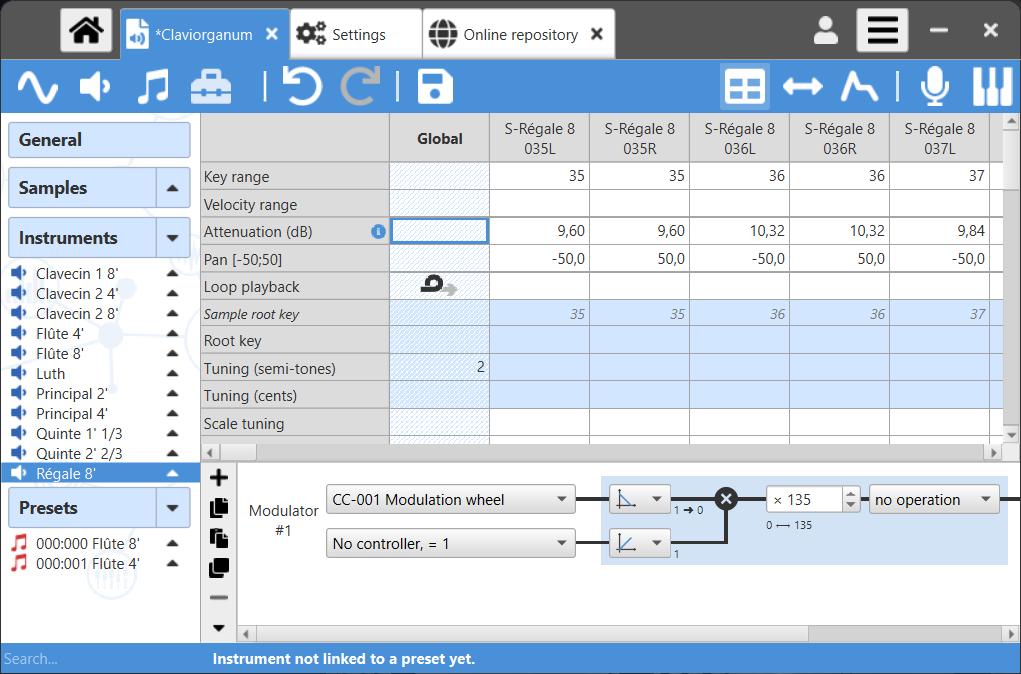 *Claviorganum
Settings
Online repository
General
Samples
Instruments
Clavecin 1 8'
Clavecin 2 4'
Clavecin 2 8'
Flûte 4'
Flûte 8'
Luth
Principal 2'
Principal 4'
Quinte 1' 1/3
Quinte 2' 2/3
Régale 8'
Presets
000:000 Flûte 8'
000:001 Flûte 4'
Global
S-Régale 8 035L
S-Régale 8 035R
S-Régale 8 036L
S-Régale 8 036R
S-Régale 8 037L
Key range 35 35 36 36 37
Velocity range
Attenuation (dB) 9,60 9,60 10,32 10,32 9,84
Pan [-50;50] -50,0 50,0 -50,0 50,0 -50,0
Loop playback
Sample root key 35 35 36 36 37
Root key
Tuning (semi-tones) 2
Tuning (cents)
Scale tuning
Modulator #1
CC-001 Modulation wheel
1 ➜ 0
× 135
0 ⟷ 135
no operation
No controller, = 1
1
Search...
Instrument not linked to a preset yet.